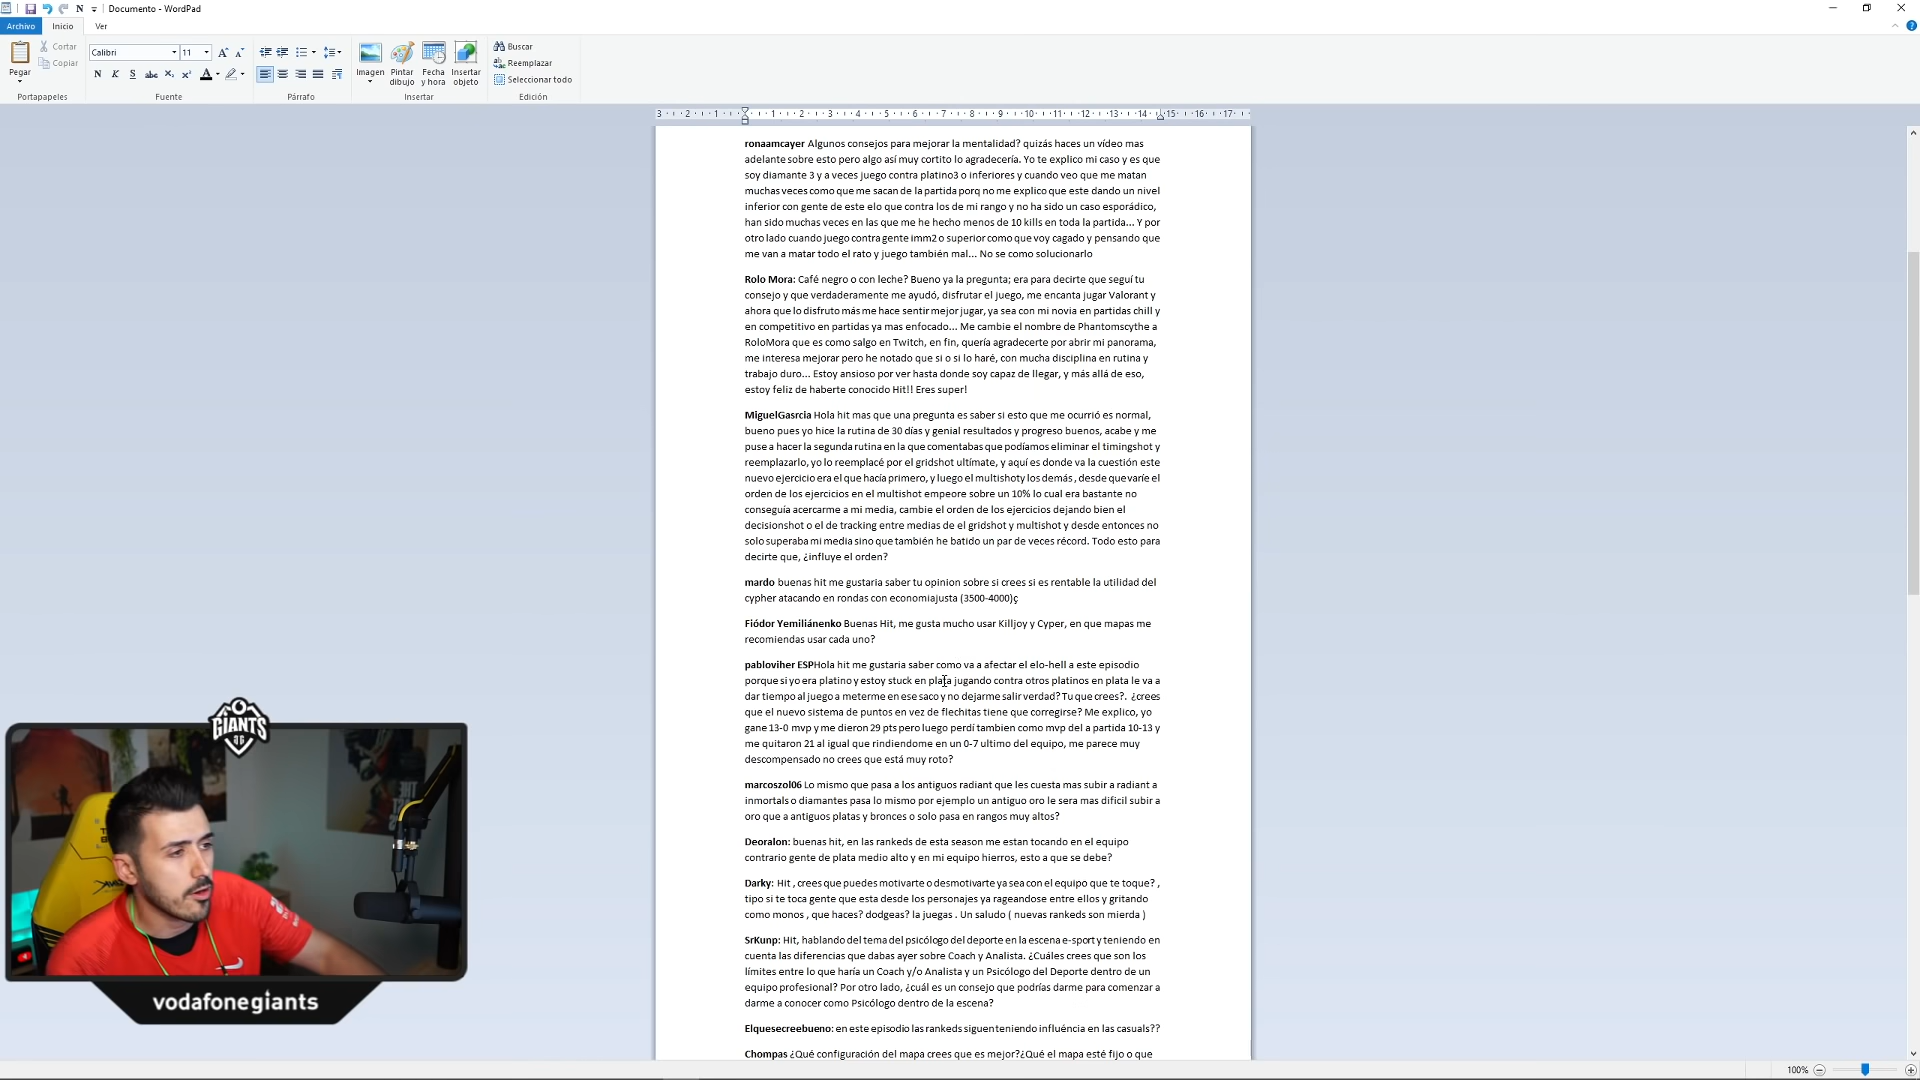 Documento - WordPad
Archivo Inicio Ver
Pegar
Cortar
Copiar
Portapapeles
Calibri 11
N K S abc X₂ X² A
Fuente
Párrafo
Imagen
Pintar dibujo
Fecha y hora
Insertar objeto
Insertar
Buscar
Reemplazar
Seleccionar todo
Edición
3 2 1 1 2 3 4 5 6 7 8 9 10 11 12 13 14 15 16 17
ronaamcayer Algunos consejos para mejorar la mentalidad? quizás haces un vídeo mas
adelante sobre esto pero algo así muy cortito lo agradecería. Yo te explico mi caso y es que
soy diamante 3 y a veces juego contra platino3 o inferiores y cuando veo que me matan
muchas veces como que me sacan de la partida porq no me explico que este dando un nivel
inferior con gente de este elo que contra los de mi rango y no ha sido un caso esporádico,
han sido muchas veces en las que me he hecho menos de 10 kills en toda la partida... Y por
otro lado cuando juego contra gente imm2 o superior como que voy cagado y pensando que
me van a matar todo el rato y juego también mal... No se como solucionarlo
Rolo Mora: Café negro o con leche? Bueno ya la pregunta; era para decirte que seguí tu
consejo y que verdaderamente me ayudó, disfrutar el juego, me encanta jugar Valorant y
ahora que lo disfruto más me hace sentir mejor jugar, ya sea con mi novia en partidas chill y
en competitivo en partidas ya mas enfocado... Me cambie el nombre de Phantomscythe a
RoloMora que es como salgo en Twitch, en fin, quería agradecerte por abrir mi panorama,
me interesa mejorar pero he notado que si o si lo haré, con mucha disciplina en rutina y
trabajo duro... Estoy ansioso por ver hasta donde soy capaz de llegar, y más allá de eso,
estoy feliz de haberte conocido Hit!! Eres super!
MiguelGasrcia Hola hit mas que una pregunta es saber si esto que me ocurrió es normal,
bueno pues yo hice la rutina de 30 días y genial resultados y progreso buenos, acabe y me
puse a hacer la segunda rutina en la que comentabas que podíamos eliminar el timingshot y
reemplazarlo, yo lo reemplacé por el gridshot ultímate, y aquí es donde va la cuestión este
nuevo ejercicio era el que hacía primero, y luego el multishoty los demás , desde que varíe el
orden de los ejercicios en el multishot empeore sobre un 10% lo cual era bastante no
conseguía acercarme a mi media, cambie el orden de los ejercicios dejando bien el
decisionshot o el de tracking entre medias de el gridshot y multishot y desde entonces no
solo superaba mi media sino que también he batido un par de veces récord. Todo esto para
decirte que, ¿influye el orden?
mardo buenas hit me gustaria saber tu opinion sobre si crees si es rentable la utilidad del
cypher atacando en rondas con economia justa (3500-4000)ç
Fiódor Yemiliánenko Buenas Hit, me gusta mucho usar Killjoy y Cyper, en que mapas me
recomiendas usar cada uno?
pabloviher ESPHola hit me gustaria saber como va a afectar el elo-hell a este episodio
porque si yo era platino y estoy stuck en plata jugando contra otros platinos en plata le va a
dar tiempo al juego a meterme en ese saco y no dejarme salir verdad? Tu que crees?. ¿crees
que el nuevo sistema de puntos en vez de flechitas tiene que corregirse? Me explico, yo
gane 13-0 mvp y me dieron 29 pts pero luego perdí tambien como mvp del a partida 10-13 y
me quitaron 21 al igual que rindiendome en un 0-7 ultimo del equipo, me parece muy
descompensado no crees que está muy roto?
marcoszol06 Lo mismo que pasa a los antiguos radiant que les cuesta mas subir a radiant a
inmortals o diamantes pasa lo mismo por ejemplo un antiguo oro le sera mas dificil subir a
oro que a antiguos platas y bronces o solo pasa en rangos muy altos?
Deoralon: buenas hit, en las rankeds de esta season me estan tocando en el equipo
contrario gente de plata medio alto y en mi equipo hierros, esto a que se debe?
Darky: Hit , crees que puedes motivarte o desmotivarte ya sea con el equipo que te toque? ,
tipo si te toca gente que esta desde los personajes ya rageandose entre ellos y gritando
como monos , que haces? dodgeas? la juegas . Un saludo ( nuevas rankeds son mierda )
SrKunp: Hit, hablando del tema del psicólogo del deporte en la escena e-sport y teniendo en
cuenta las diferencias que dabas ayer sobre Coach y Analista. ¿Cuáles crees que son los
límites entre lo que haría un Coach y/o Analista y un Psicólogo del Deporte dentro de un
equipo profesional? Por otro lado, ¿cuál es un consejo que podrías darme para comenzar a
darme a conocer como Psicólogo dentro de la escena?
Elquesecreebueno: en este episodio las rankeds siguen teniendo influéncia en las casuals??
Chompas ¿Qué configuración del mapa crees que es mejor?¿Qué el mapa esté fijo o que
GIANTS
vodafonegiants
100%